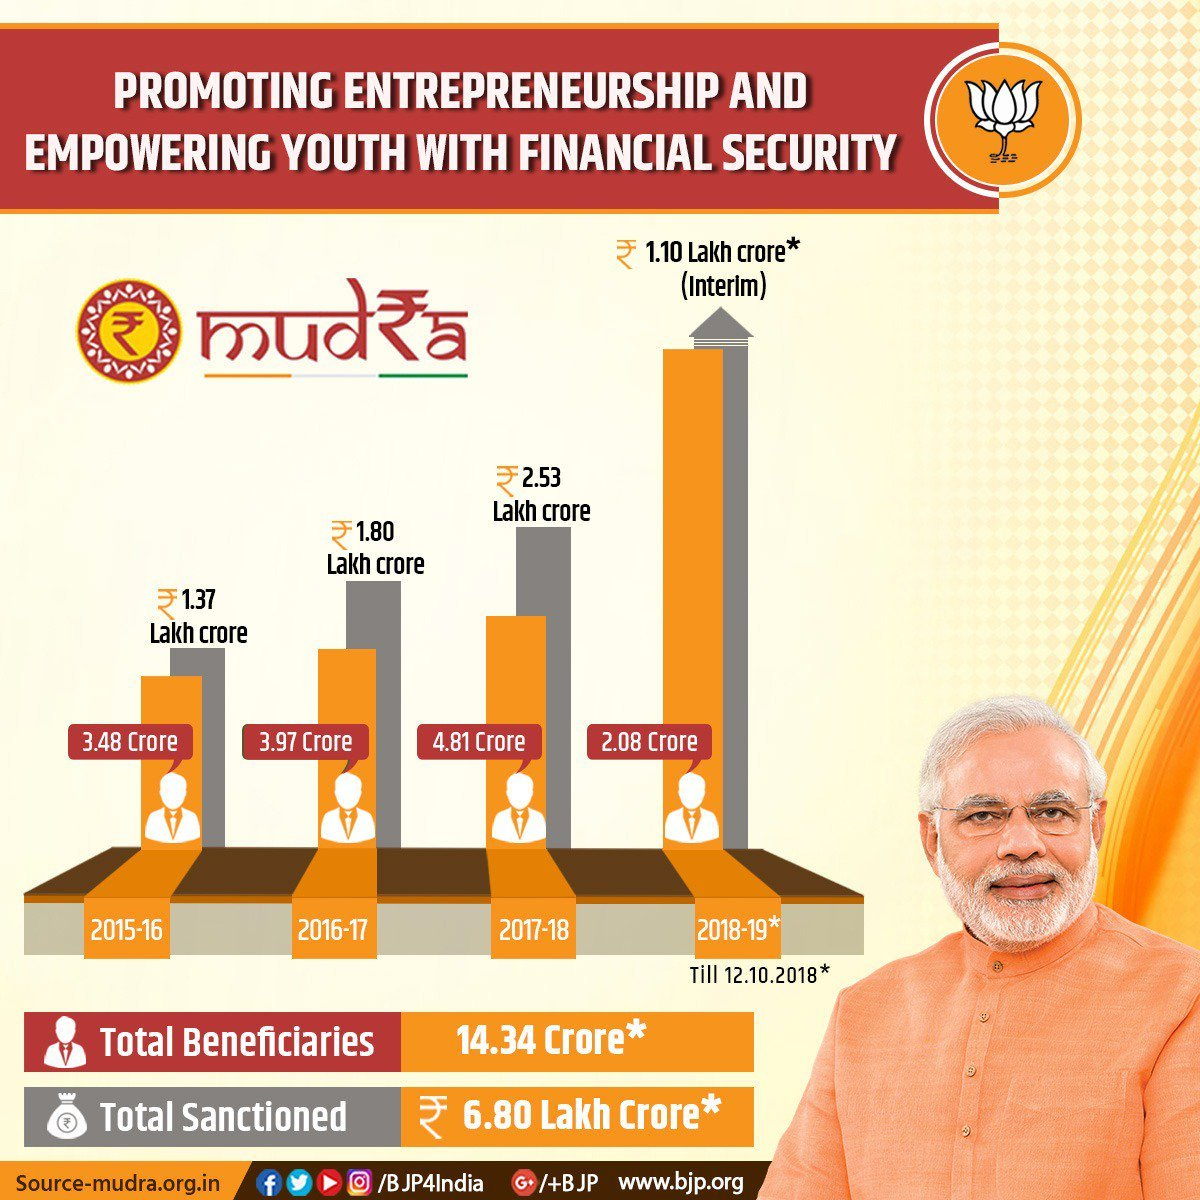 PROMOTING ENTREPRENEURSHIP AND
EMPOWERING YOUTH WITH FINANCIAL SECURITY
₹
mud₹a
₹ 1.37
Lakh crore
₹ 1.80
Lakh crore
₹ 2.53
Lakh crore
₹ 1.10 Lakh crore*
(Interim)
3.48 Crore
3.97 Crore
4.81 Crore
2.08 Crore
2015-16
2016-17
2017-18
2018-19*
Till 12.10.2018*
Total Beneficiaries 14.34 Crore*
₹ Total Sanctioned ₹ 6.80 Lakh Crore*
Source-mudra.org.in /BJP4India G+ /+BJP www.bjp.org